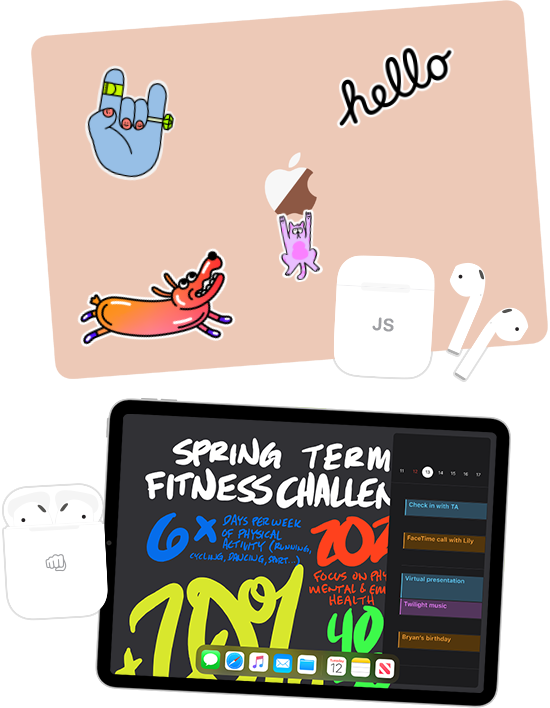 hello
JS
SPRING TERM
FITNESS CHALLEN
6x
DAYS PER WEEK
OF PHYSICAL
ACTIVITY (RUNNING,
CYCLING, DANCING, SPORT...)
202
FOCUS ON PHY
MENTAL & EM
HEALTH
40
11 12 13 14 15 16 17
Check in with TA
FaceTime call with Lily
Virtual presentation
Twilight music
Bryan's birthday
12